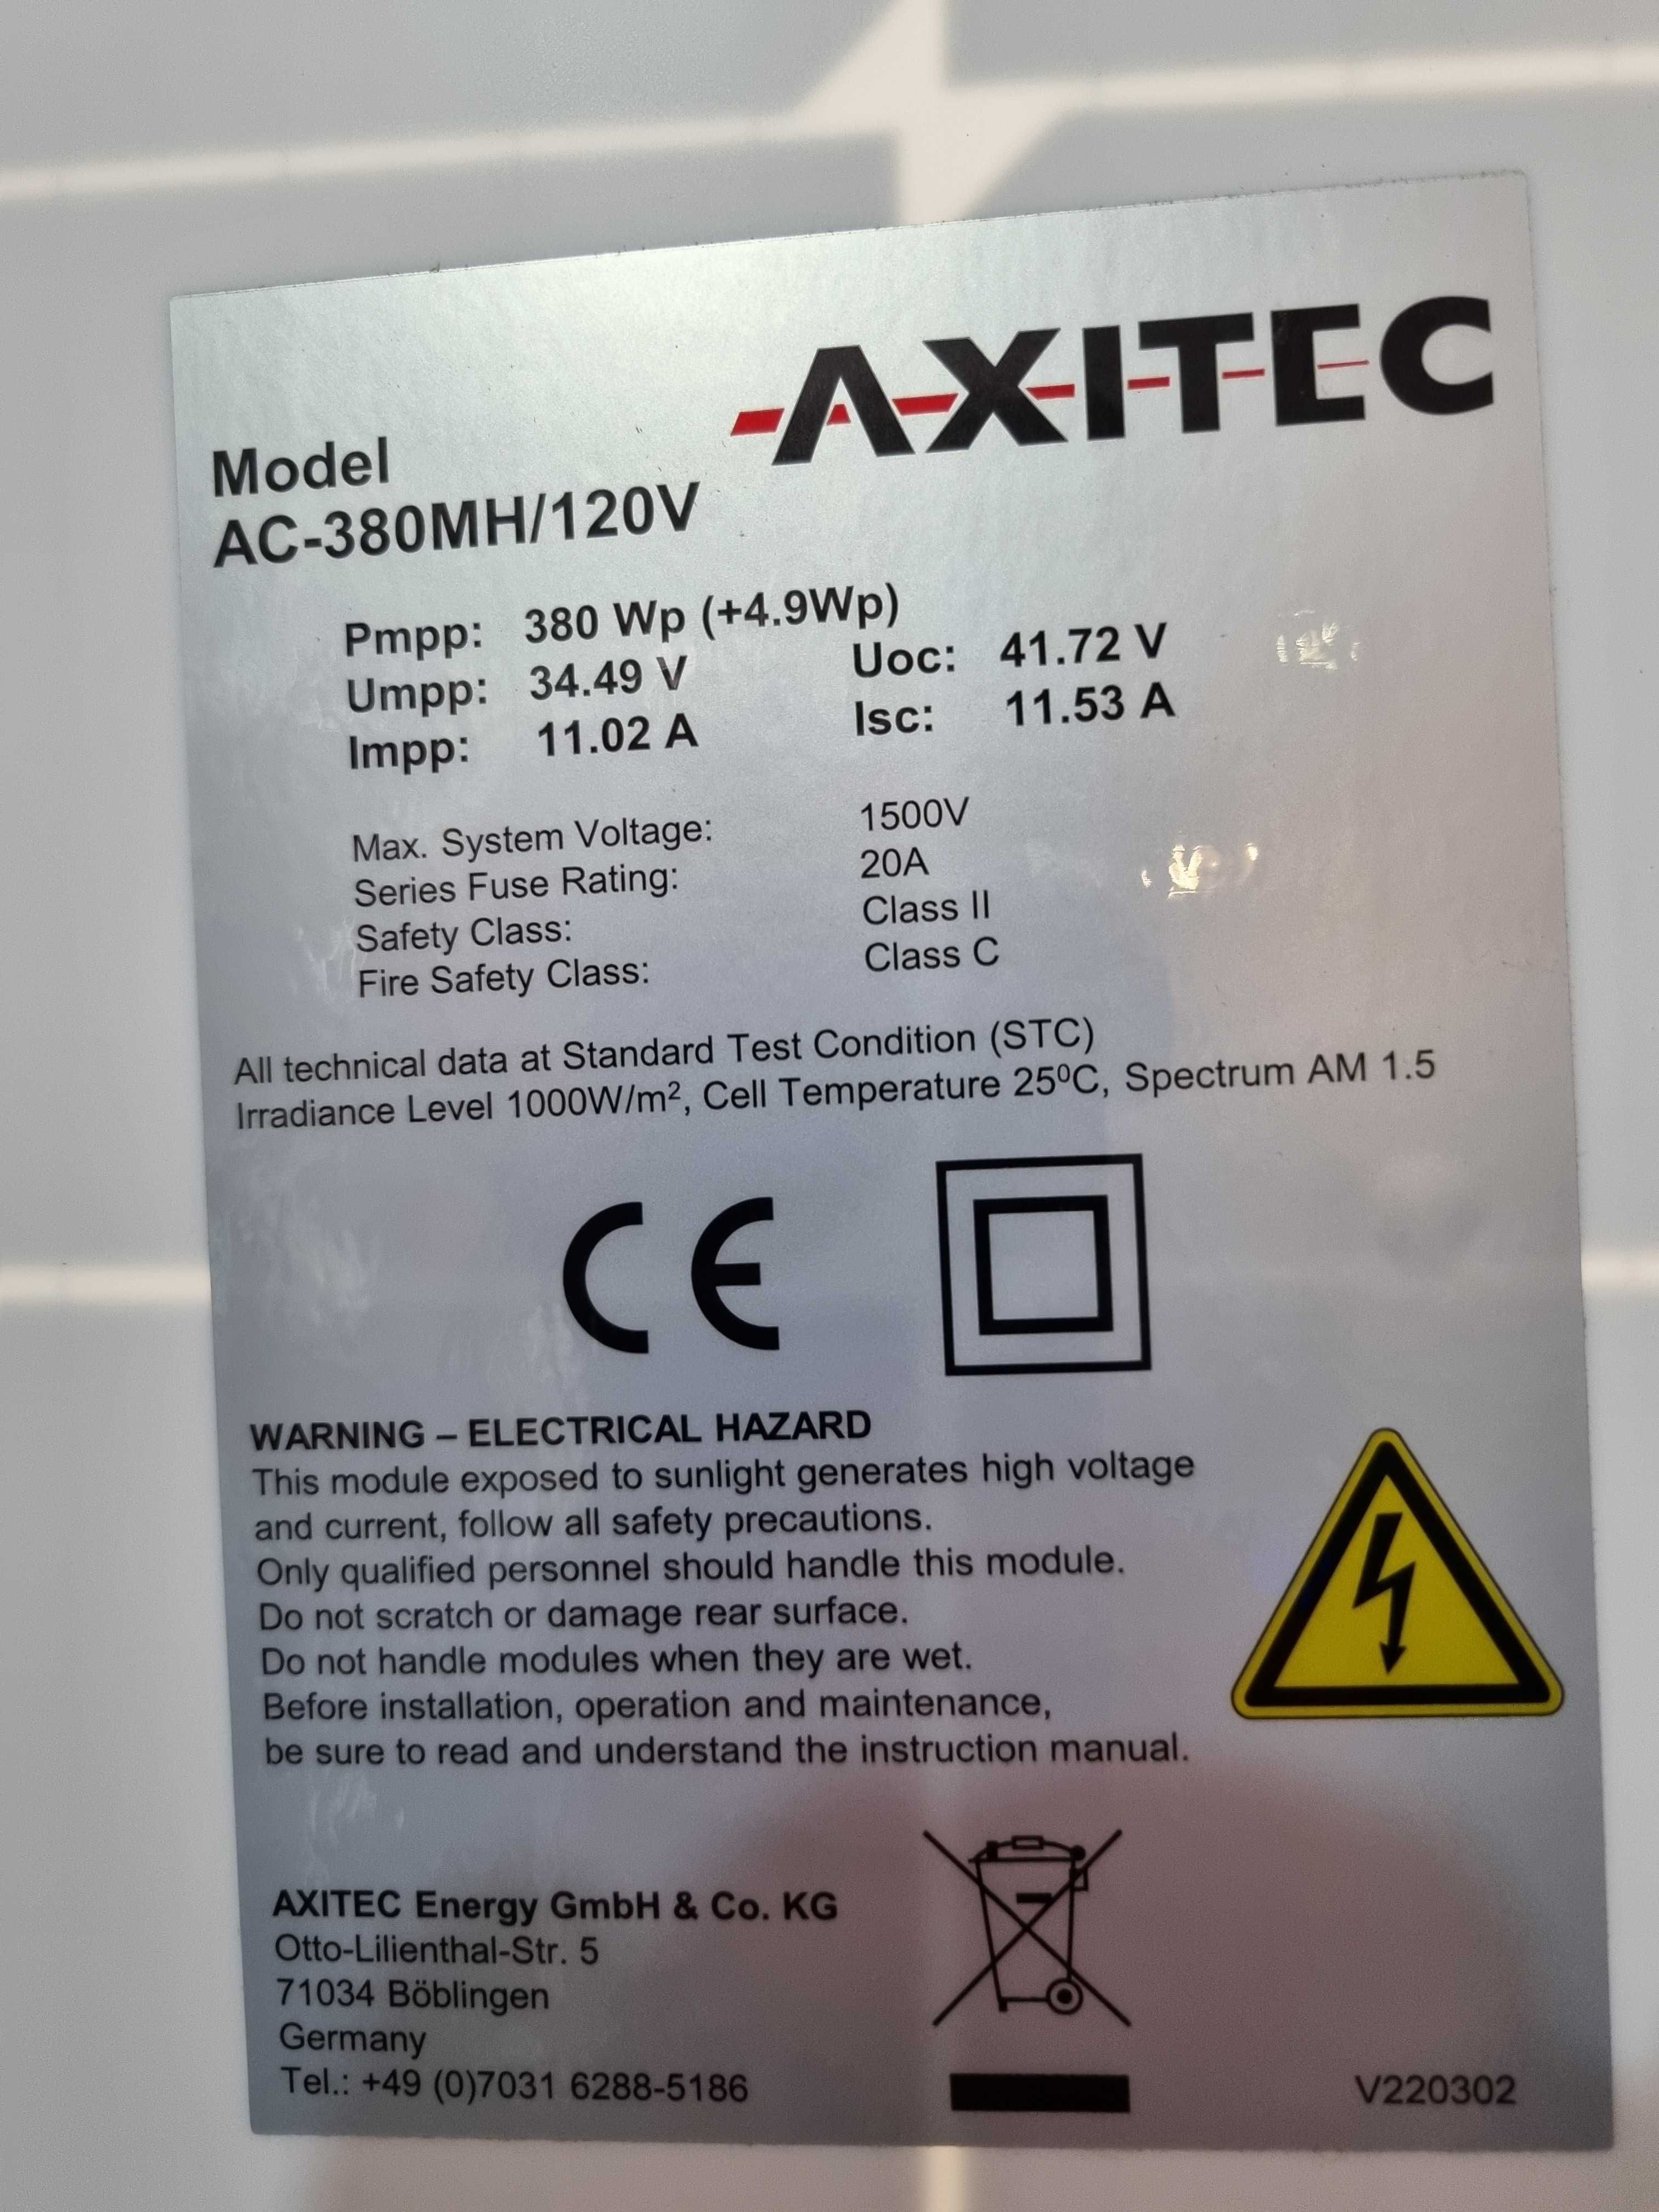 AXITEC
Model
AC-380MH/120V
Pmpp: 380 Wp (+4.9Wp)
Umpp: 34.49 V Uoc: 41.72 V
Impp: 11.02 A Isc: 11.53 A
Max. System Voltage: 1500V
Series Fuse Rating: 20A
Safety Class: Class II
Fire Safety Class: Class C
All technical data at Standard Test Condition (STC)
Irradiance Level 1000W/m², Cell Temperature 25⁰C, Spectrum AM 1.5
CE
WARNING – ELECTRICAL HAZARD
This module exposed to sunlight generates high voltage
and current, follow all safety precautions.
Only qualified personnel should handle this module.
Do not scratch or damage rear surface.
Do not handle modules when they are wet.
Before installation, operation and maintenance,
be sure to read and understand the instruction manual.
AXITEC Energy GmbH & Co. KG
Otto-Lilienthal-Str. 5
71034 Böblingen
Germany
Tel.: +49 (0)7031 6288-5186
V220302